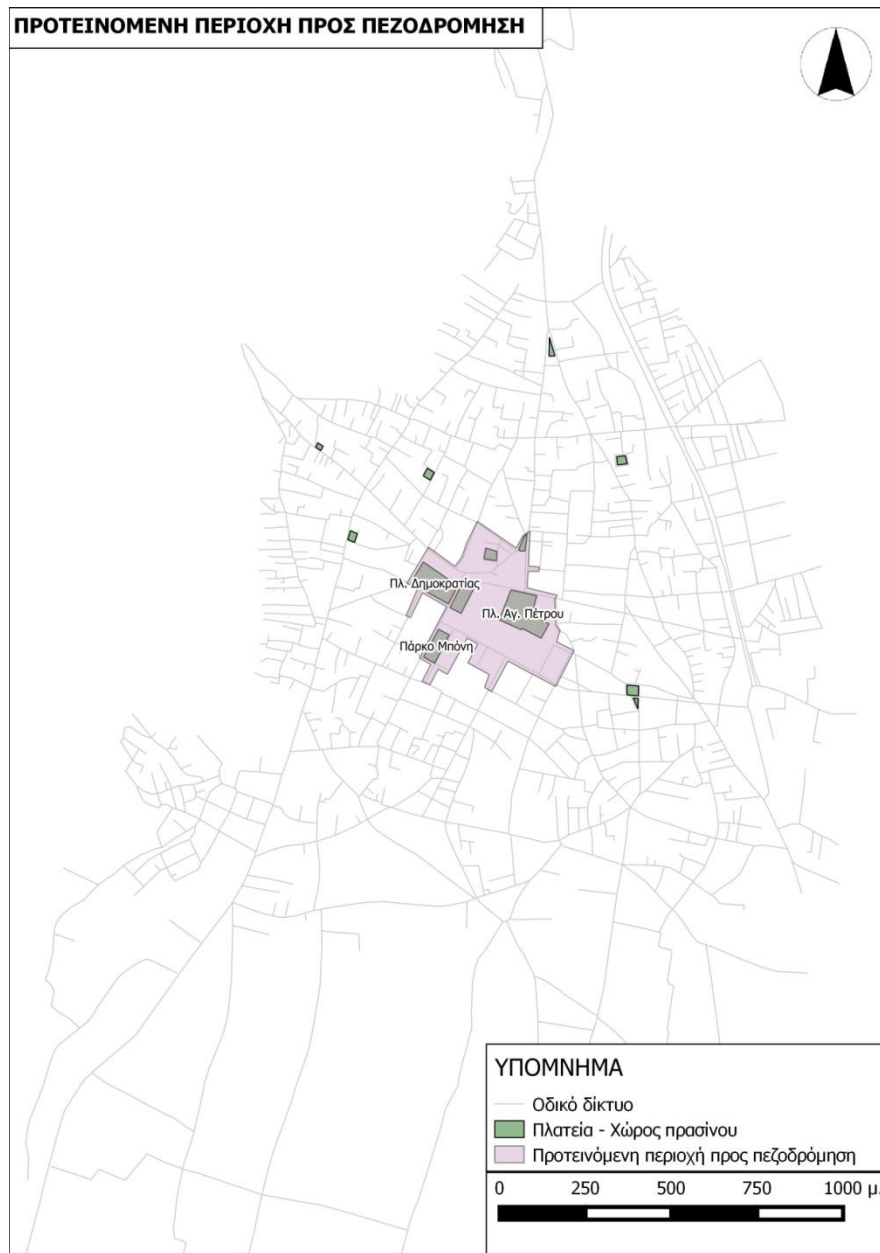 ΠΡΟΤΕΙΝΟΜΕΝΗ ΠΕΡΙΟΧΗ ΠΡΟΣ ΠΕΖΟΔΡΟΜΗΣΗ
Πλ. Δημοκρατίας
Πλ. Αγ. Πέτρου
Πάρκο Μπόνη
ΥΠΟΜΝΗΜΑ
Οδικό δίκτυο
Πλατεία - Χώρος πρασίνου
Προτεινόμενη περιοχή προς πεζοδρόμηση
0 250 500 750 1000 μ.